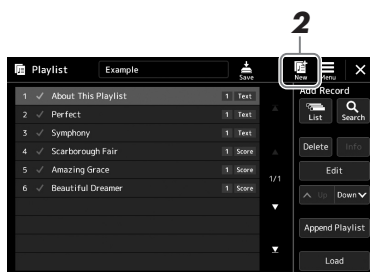 2
Playlist Example Save New Menu
Add Record
1 About This Playlist 1 Text
2 Perfect 1 Text
3 Symphony 1 Text
4 Scarborough Fair 1 Score
5 Amazing Grace 1 Score
6 Beautiful Dreamer 1 Score
1/1
List Search
Delete Info
Edit
Up Down
Append Playlist
Load